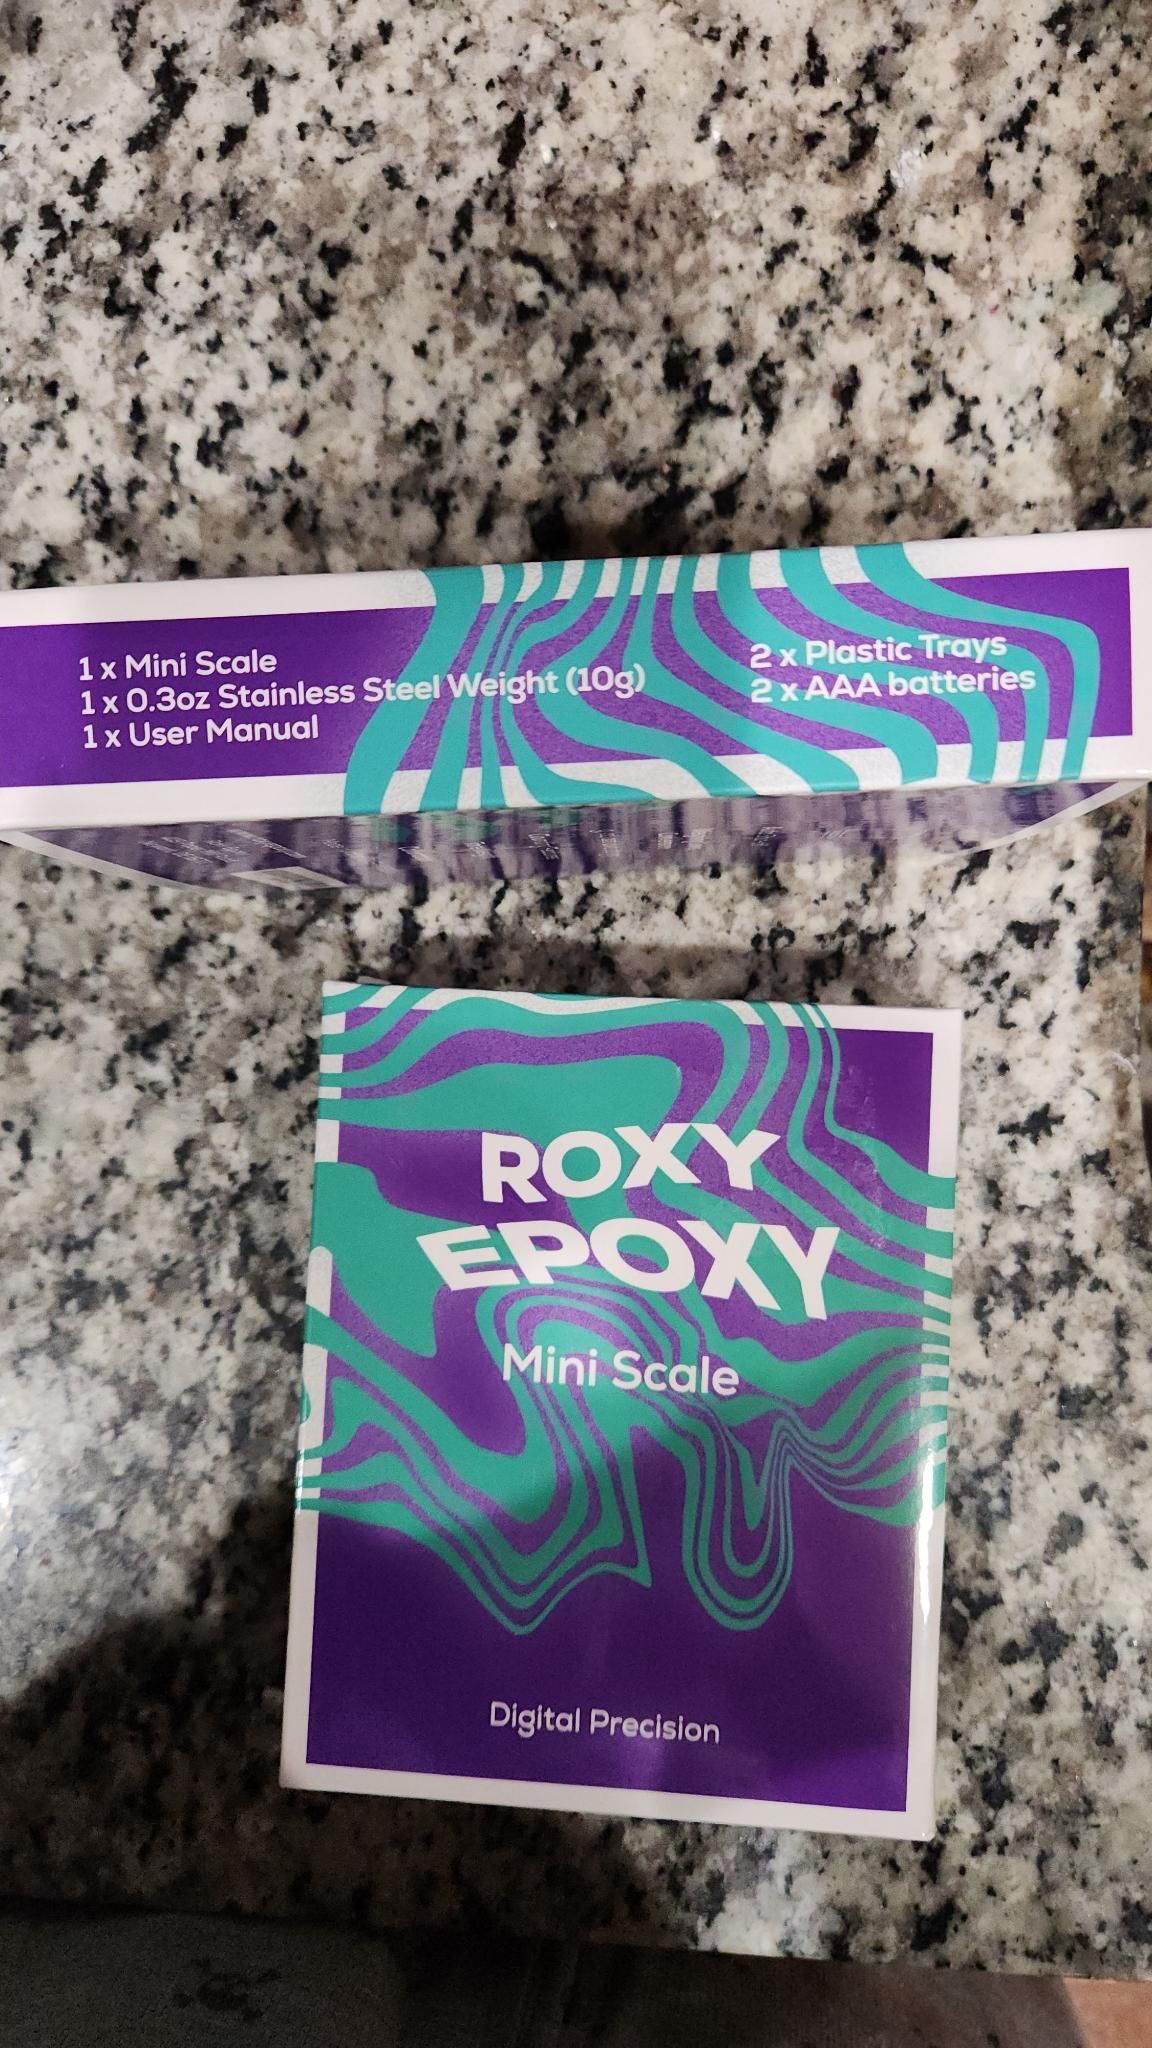 1 x Mini Scale
1 x 0.3oz Stainless Steel Weight (10g)
1 x User Manual
2 x Plastic Trays
2 x AAA batteries
ROXY
EPOXY
Mini Scale
Digital Precision